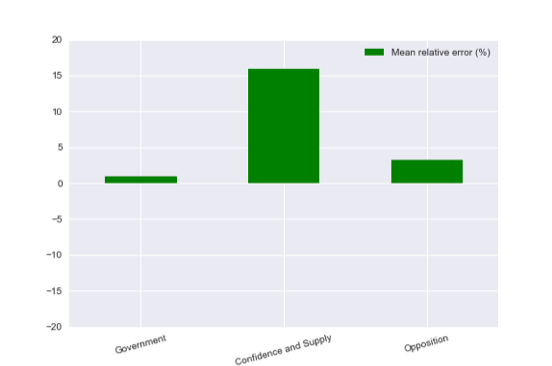 20
Mean relative error (%)
15
10
5
0
−5
−10
−15
−20
Government
Confidence and Supply
Opposition